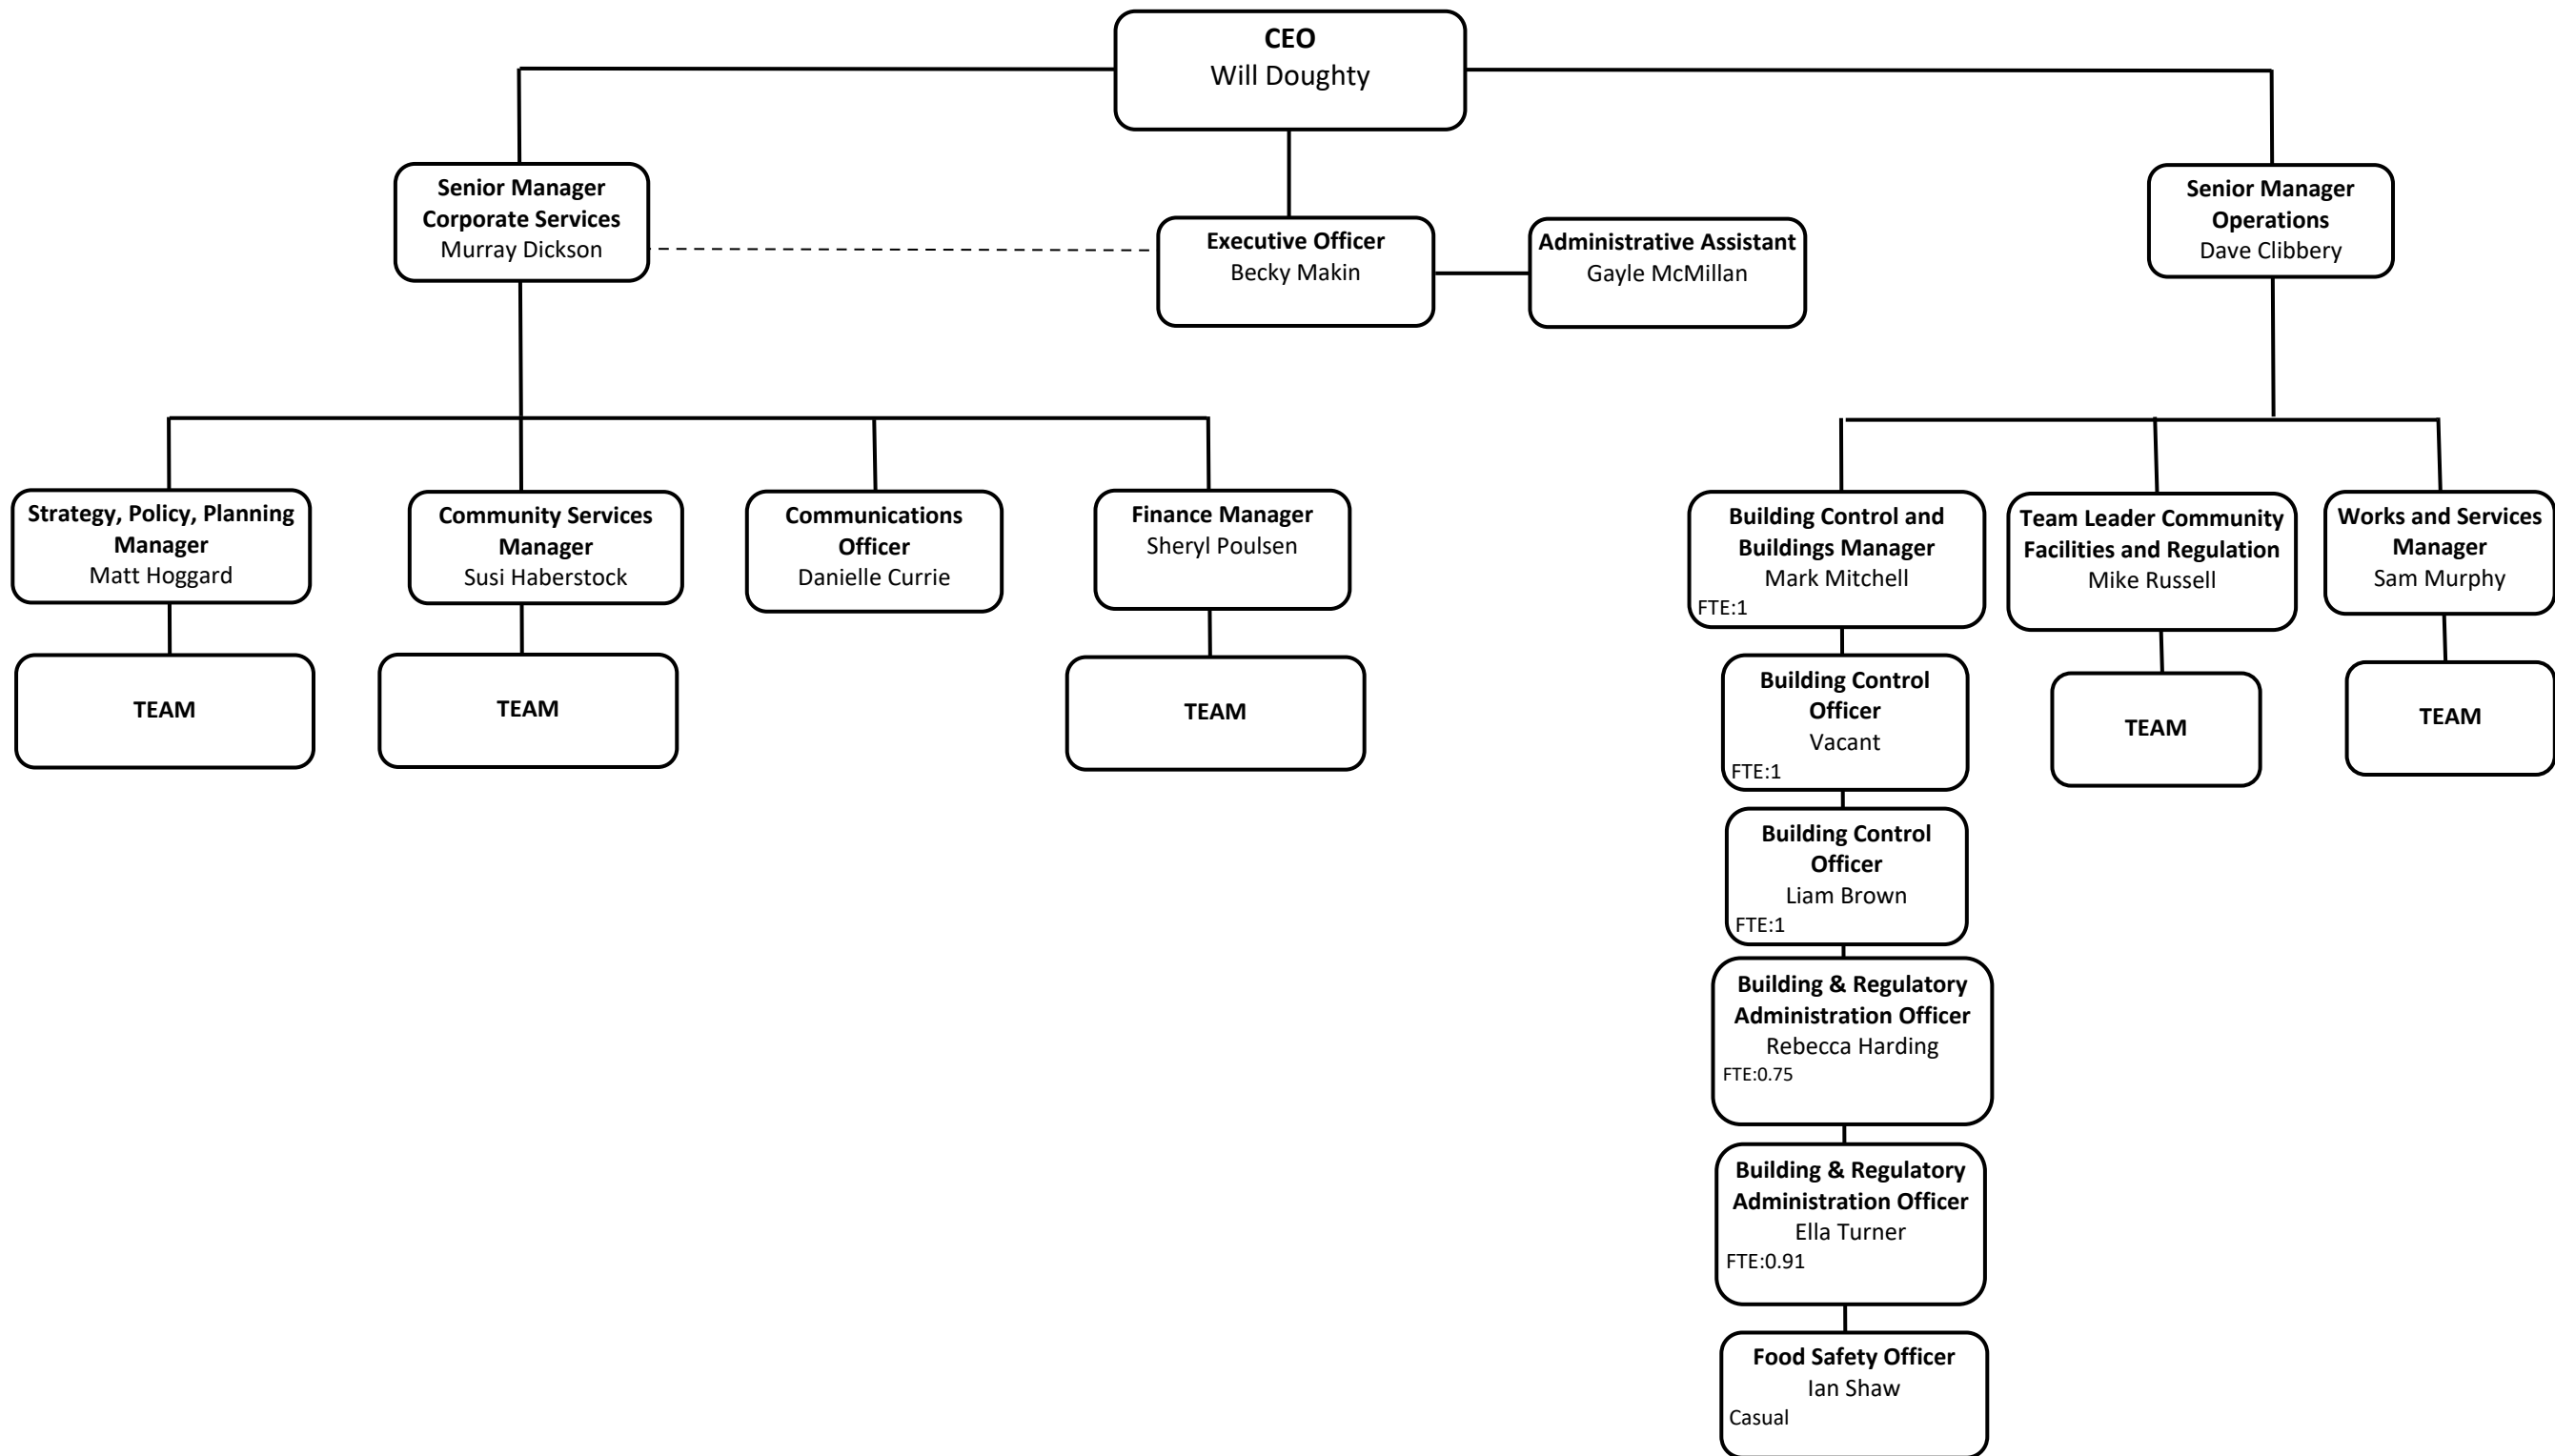 CEO
Will Doughty
Senior Manager
Corporate Services
Murray Dickson
Executive Officer
Becky Makin
Administrative Assistant
Gayle McMillan
Senior Manager
Operations
Dave Clibbery
Strategy, Policy, Planning
Manager
Matt Hoggard
Community Services
Manager
Susi Haberstock
Communications
Officer
Danielle Currie
Finance Manager
Sheryl Poulsen
Building Control and
Buildings Manager
Mark Mitchell
FTE:1
Team Leader Community
Facilities and Regulation
Mike Russell
Works and Services
Manager
Sam Murphy
TEAM
TEAM
TEAM
Building Control
Officer
Vacant
FTE:1
TEAM
TEAM
Building Control
Officer
Liam Brown
FTE:1
Building & Regulatory
Administration Officer
Rebecca Harding
FTE:0.75
Building & Regulatory
Administration Officer
Ella Turner
FTE:0.91
Food Safety Officer
Ian Shaw
Casual